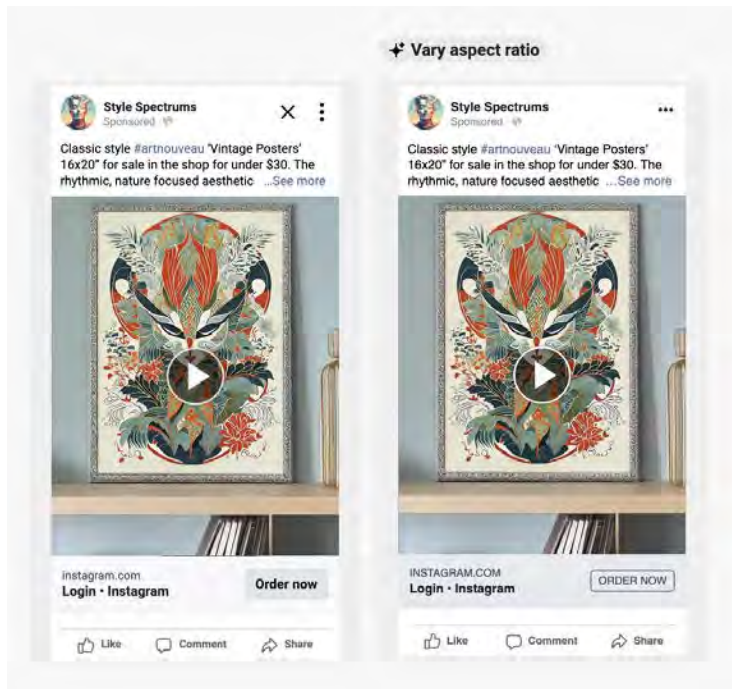 Vary aspect ratio
Style Spectrums
Sponsored
Classic style #artnouveau 'Vintage Posters'
16x20" for sale in the shop for under $30. The
rhythmic, nature focused aesthetic ...See more
instagram.com
Login • Instagram
Order now
Like Comment Share
Style Spectrums
Sponsored
Classic style #artnouveau 'Vintage Posters'
16x20" for sale in the shop for under $30. The
rhythmic, nature focused aesthetic ...See more
INSTAGRAM.COM
Login • Instagram
ORDER NOW
Like Comment Share